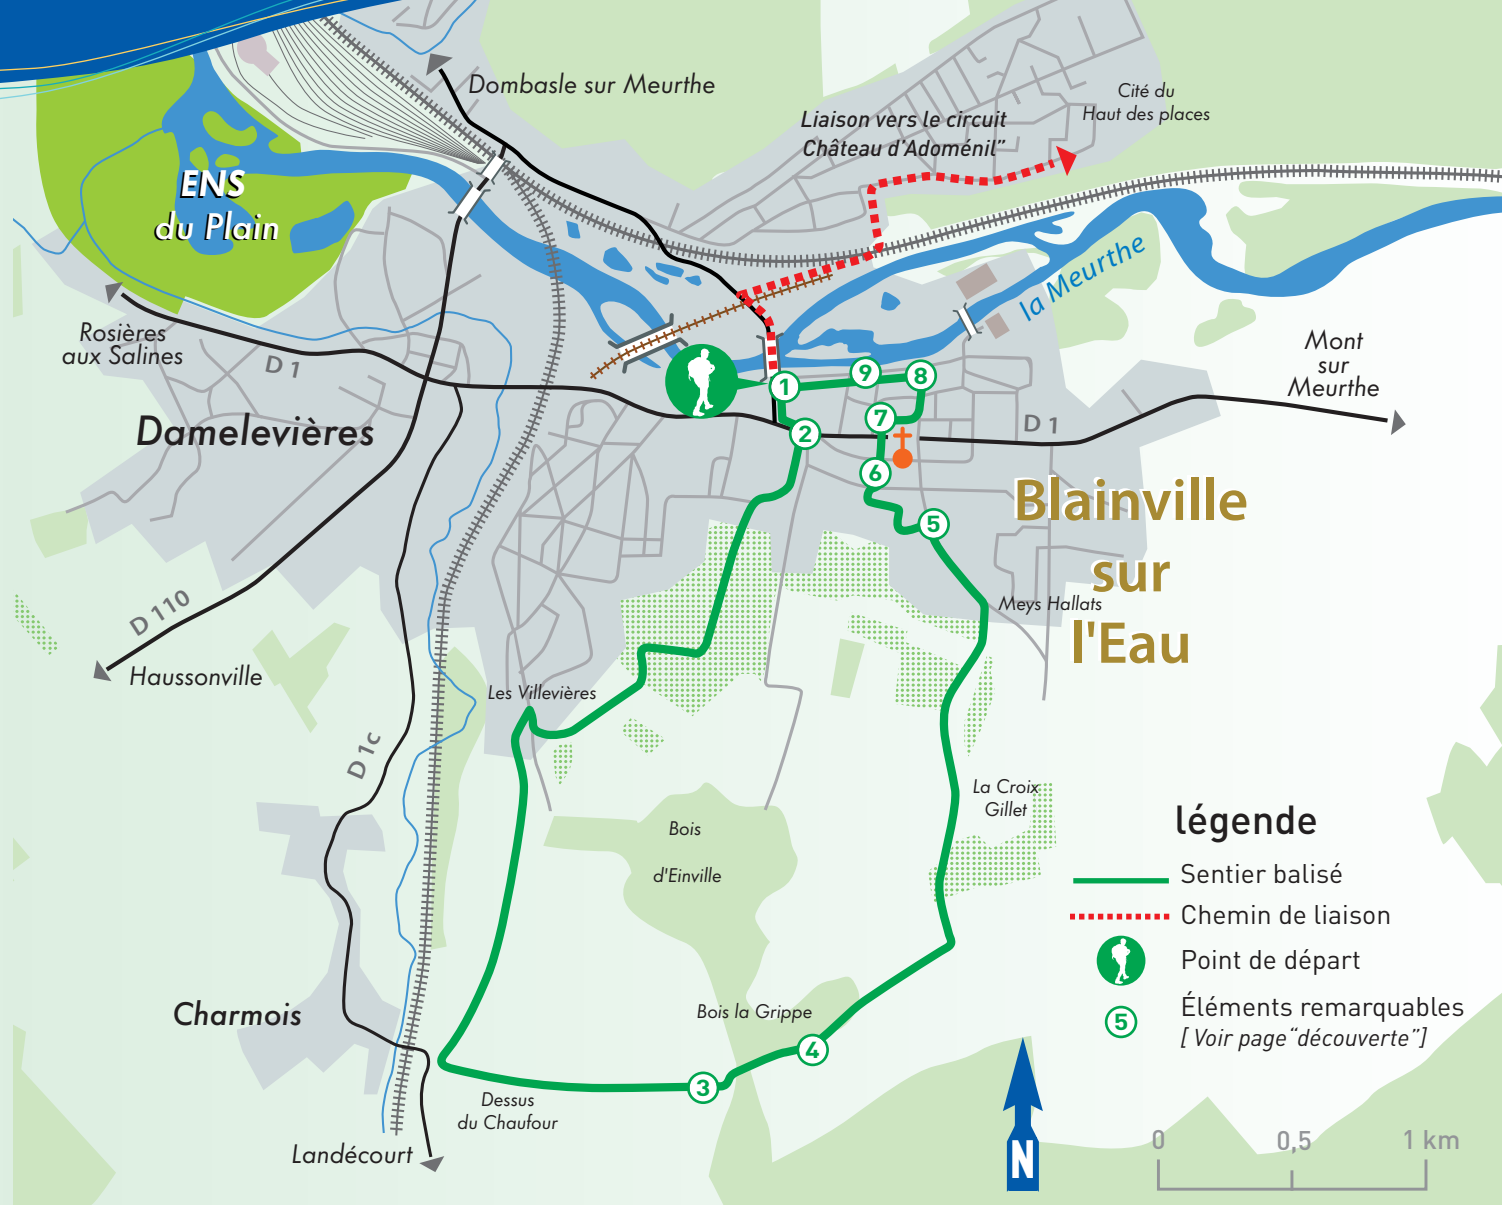 Dombasle sur Meurthe
Cité du
Haut des places
Liaison vers le circuit
Château d'Adoménil”
ENS
du Plain
la Meurthe
Rosières
aux Salines
D 1
Mont
sur
Meurthe
Damelevières
1
9
8
7
2
D 1
6
5
Blainville
sur
l'Eau
Meys Hallats
D 110
Haussonville
Les Villevières
D 1c
La Croix
Gillet
Bois
d'Einville
légende
Sentier balisé
Chemin de liaison
Point de départ
5
Éléments remarquables
[ Voir page“découverte”]
Charmois
Bois la Grippe
4
3
Dessus
du Chaufour
Landécourt
N
0
0,5
1 km